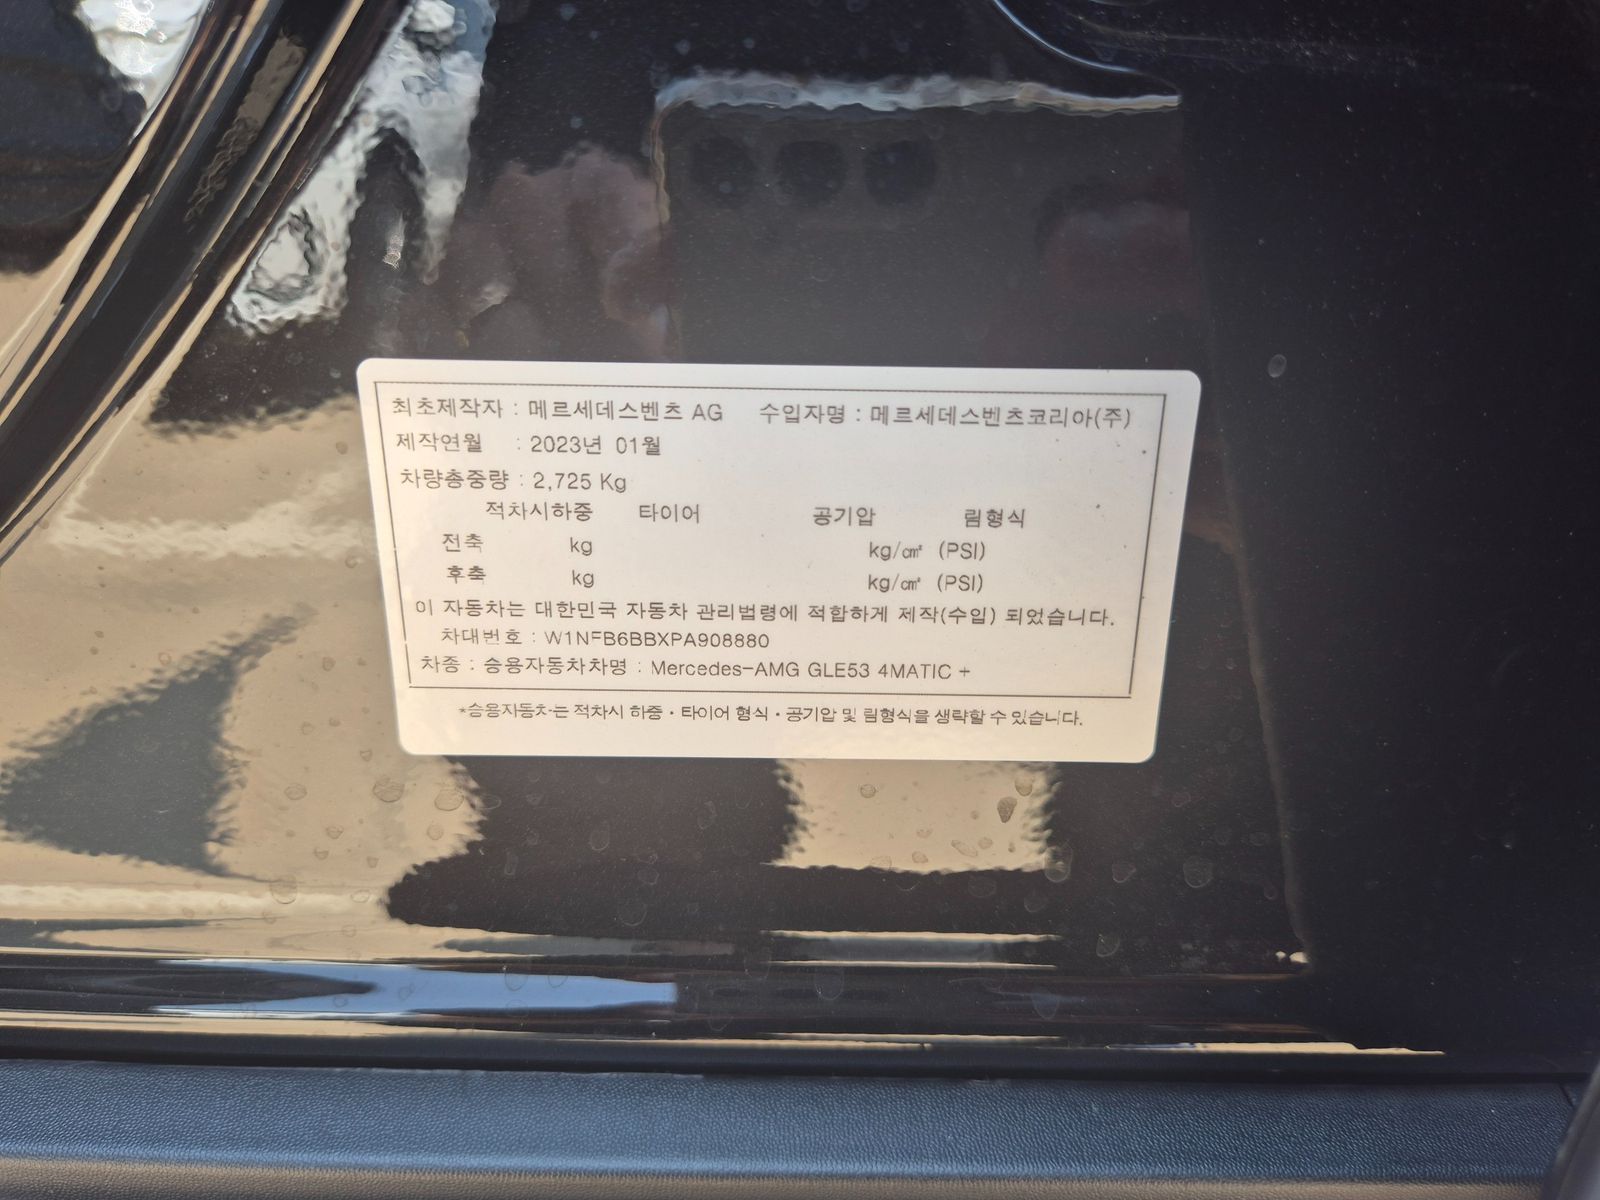 최초제작자 : 메르세데스벤츠 AG 수입자명 : 메르세데스벤츠코리아(주)
제작연월 : 2023년 01월
차량총중량 : 2,725 Kg
적차시하중 타이어 공기압 림형식
전축 kg kg/㎠ (PSI)
후축 kg kg/㎠ (PSI)
이 자동차는 대한민국 자동차 관리법령에 적합하게 제작(수입) 되었습니다.
차대번호 : W1NFB6BBXPA908880
차종 : 승용자동차차명 : Mercedes-AMG GLE53 4MATIC +
*승용자동차는 적차시 하중・타이어 형식・공기압 및 림형식을 생략할 수 있습니다.